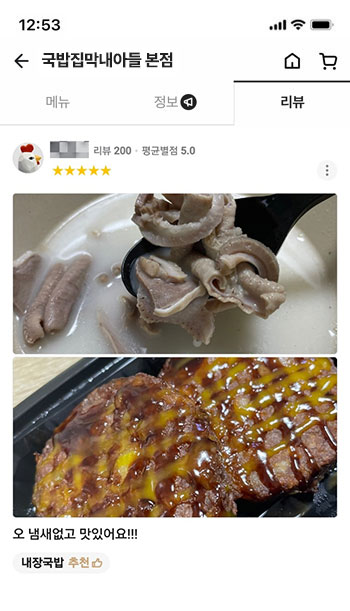 12:53
국밥집막내아들 본점
메뉴
정보
리뷰
리뷰 200 · 평균별점 5.0
오 냄새없고 맛있어요!!!
내장국밥 추천